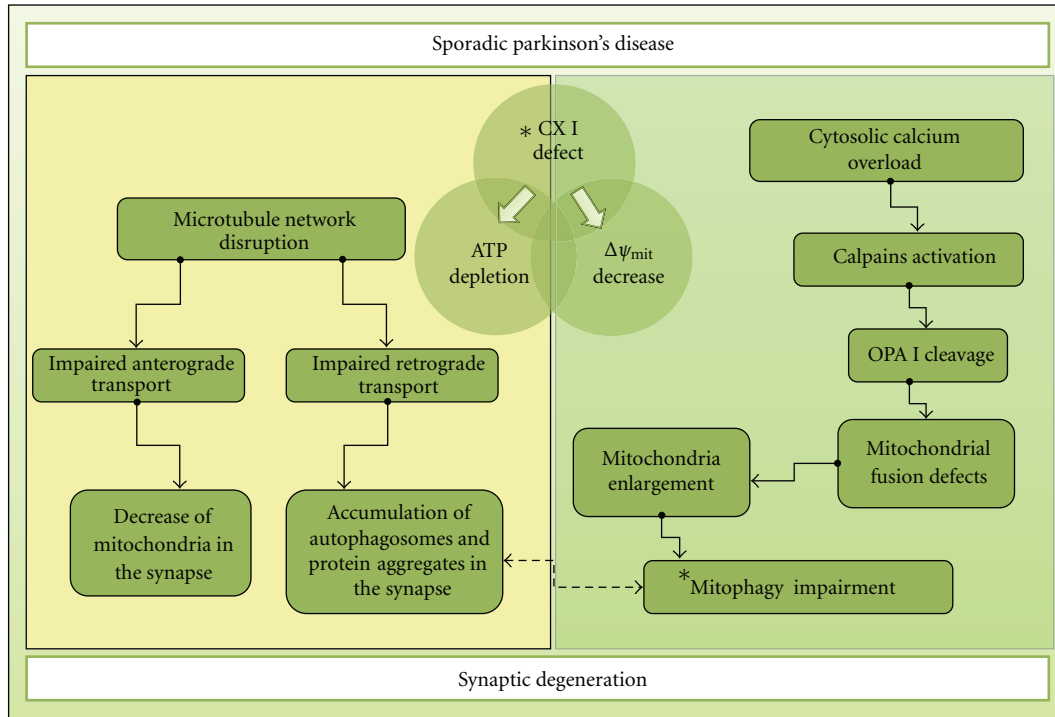 Sporadic parkinson's disease
* CX I
defect
ATP
depletion
Δψmit
decrease
Microtubule network
disruption
Impaired anterograde
transport
Impaired retrograde
transport
Decrease of
mitochondria in
the synapse
Accumulation of
autophagosomes and
protein aggregates in
the synapse
Cytosolic calcium
overload
Calpains activation
OPA I cleavage
Mitochondrial
fusion defects
Mitochondria
enlargement
*Mitophagy impairment
Synaptic degeneration